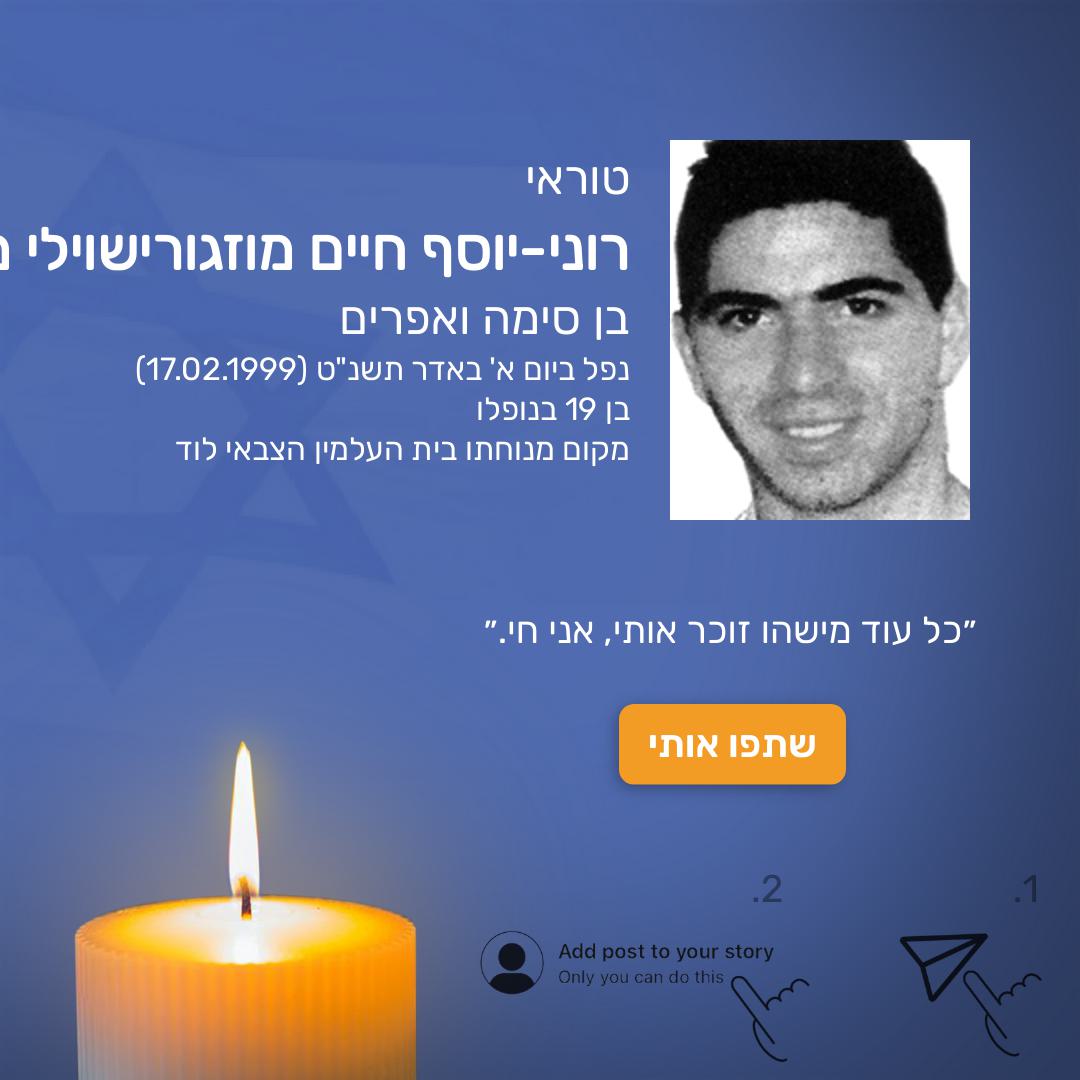 טוראי
רוני-יוסף חיים מוזגורישוילי
בן סימה ואפרים
נפל ביום א' באדר תשנ"ט (17.02.1999)
בן 19 בנופלו
מקום מנוחתו בית העלמין הצבאי לוד
״כל עוד מישהו זוכר אותי, אני חי.״
שתפו אותי
1.
2.
Add post to your story
Only you can do this